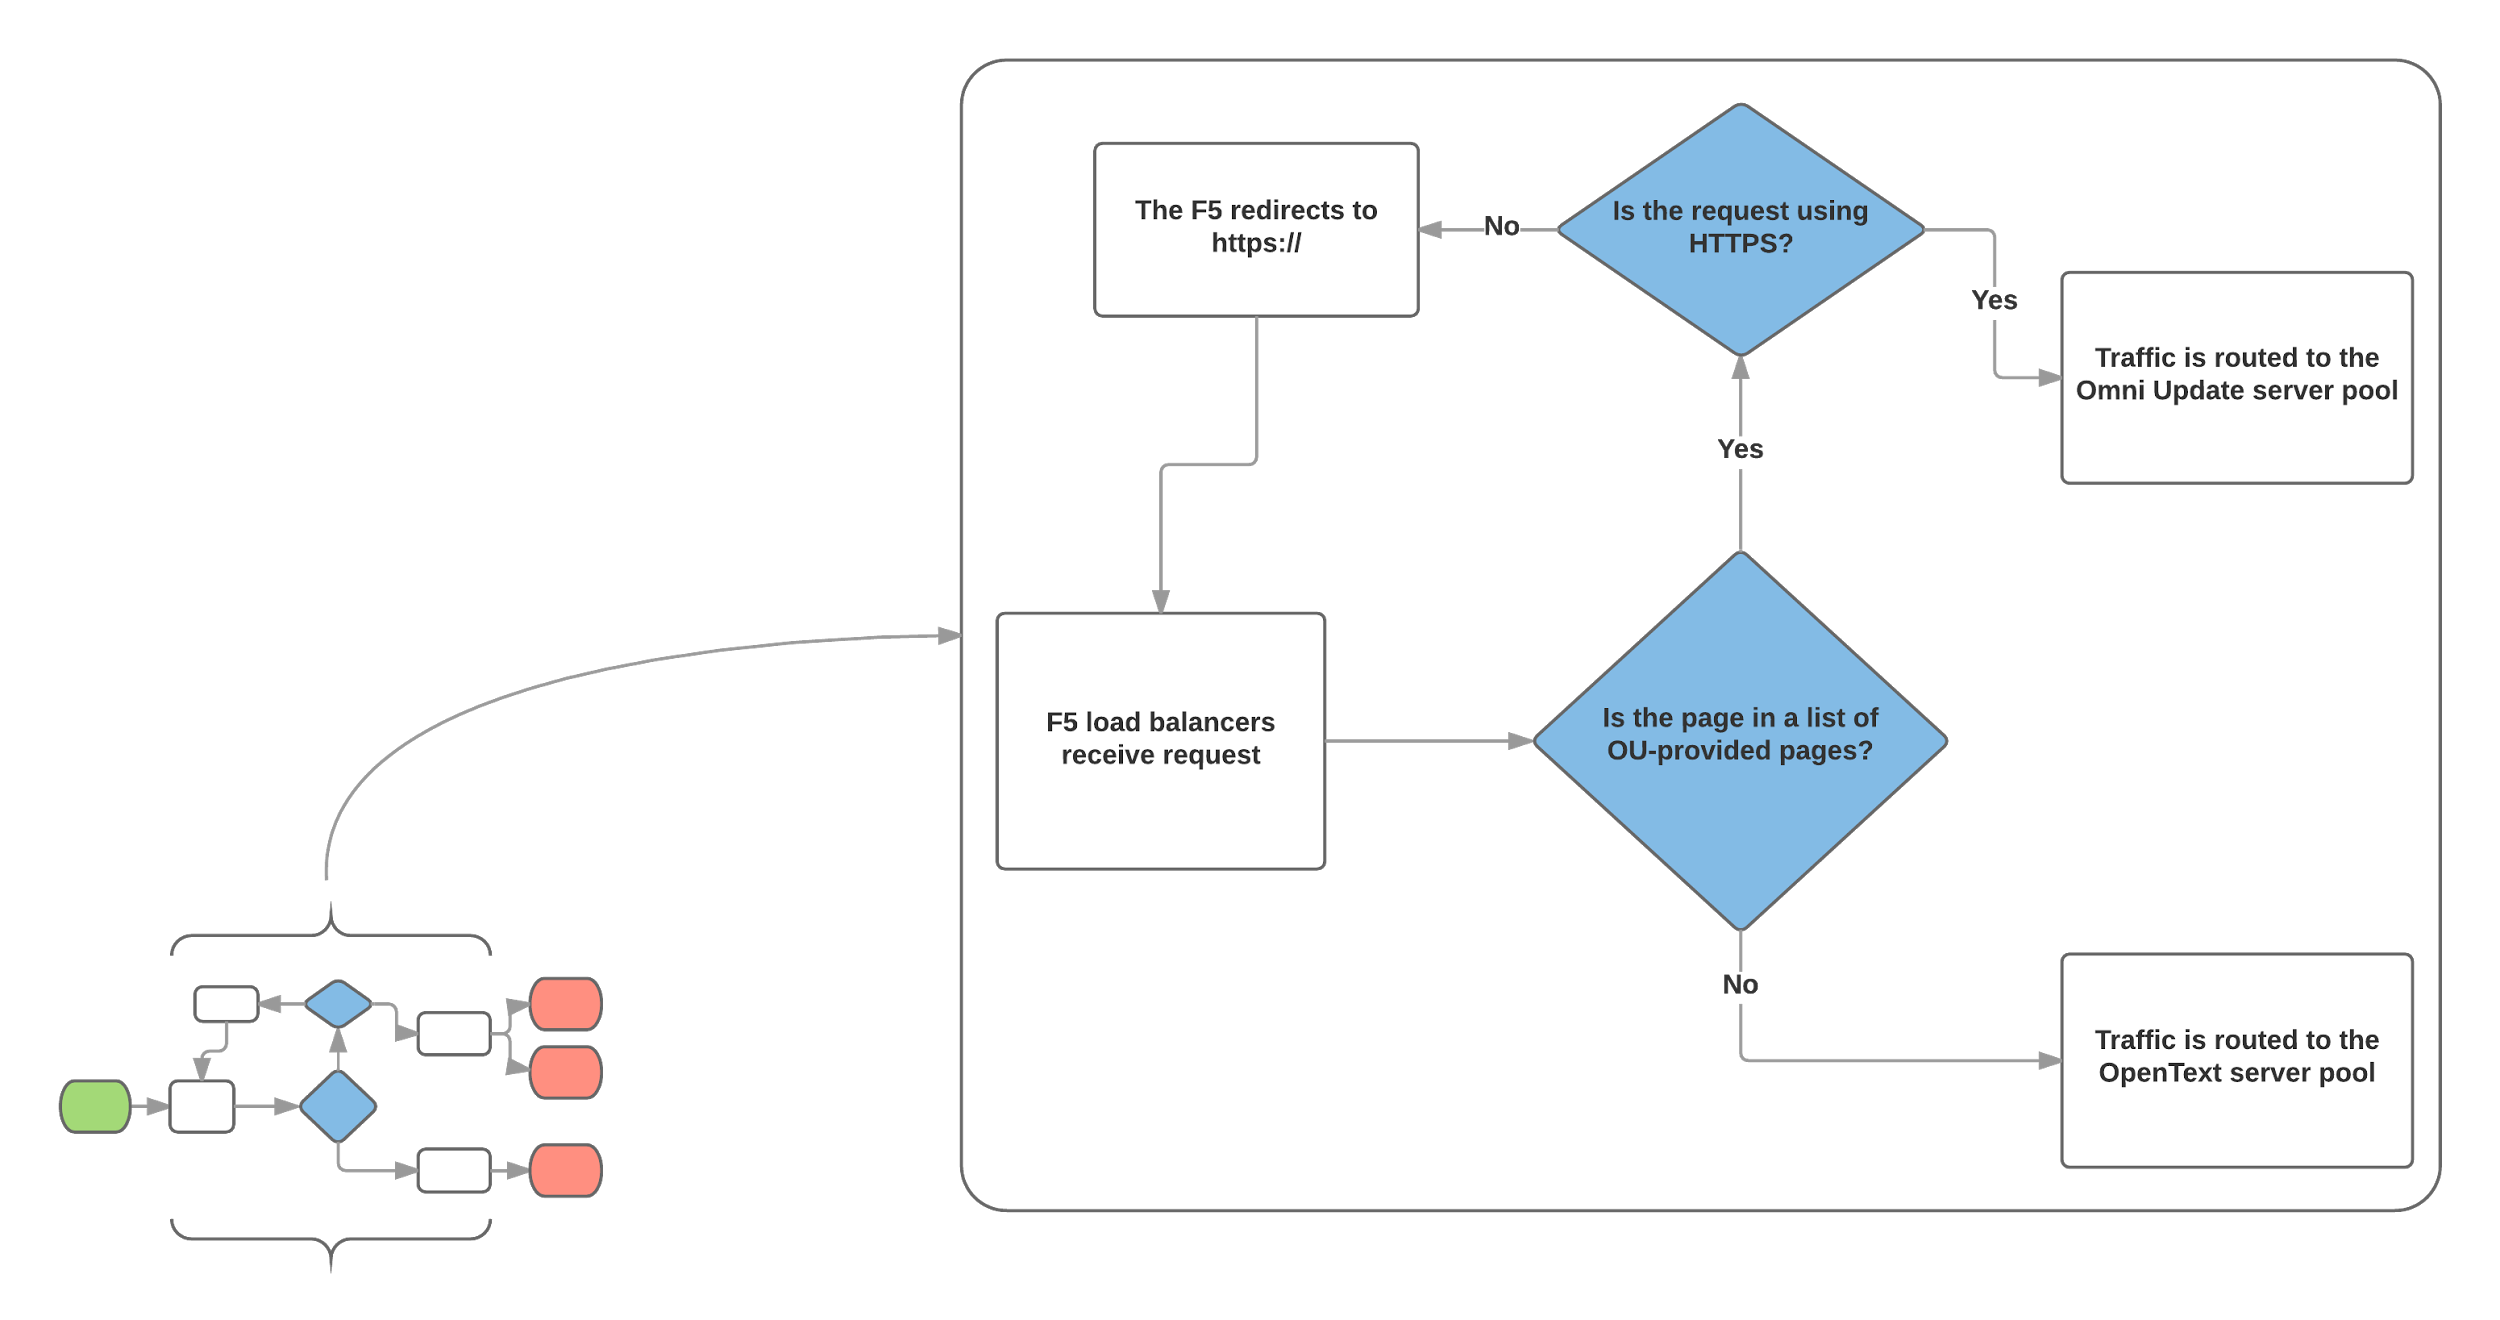 The F5 redirects to
https://
No
Is the request using
HTTPS?
Yes
Traffic is routed to the
Omni Update server pool
Yes
F5 load balancers
receive request
Is the page in a list of
OU-provided pages?
No
Traffic is routed to the
OpenText server pool